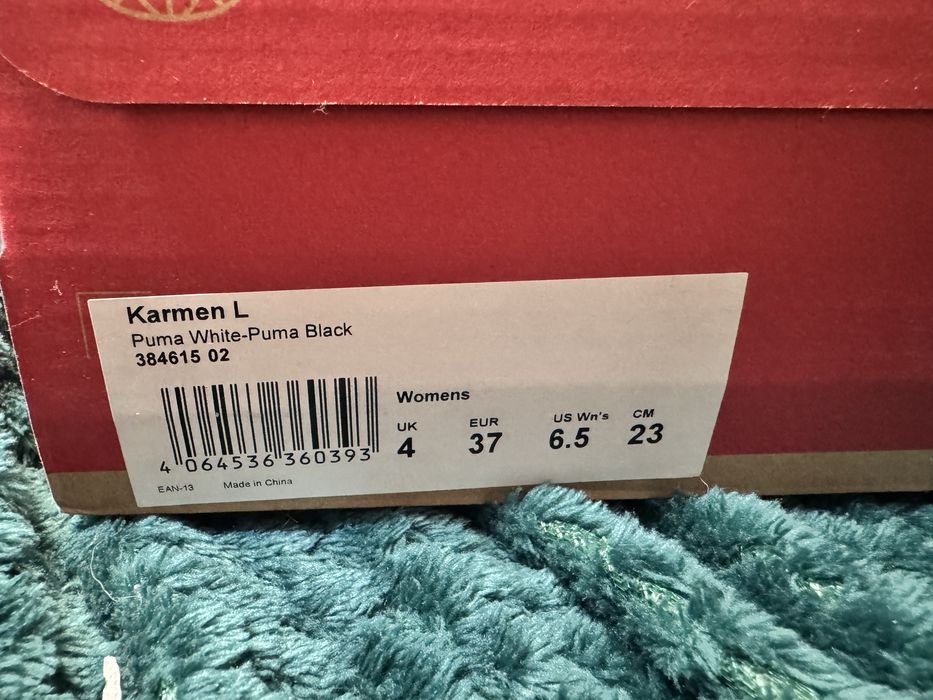 Karmen L
Puma White-Puma Black
384615 02
Womens
UK EUR US Wn's CM
4 37 6.5 23
4 064536 360393
EAN-13 Made in China